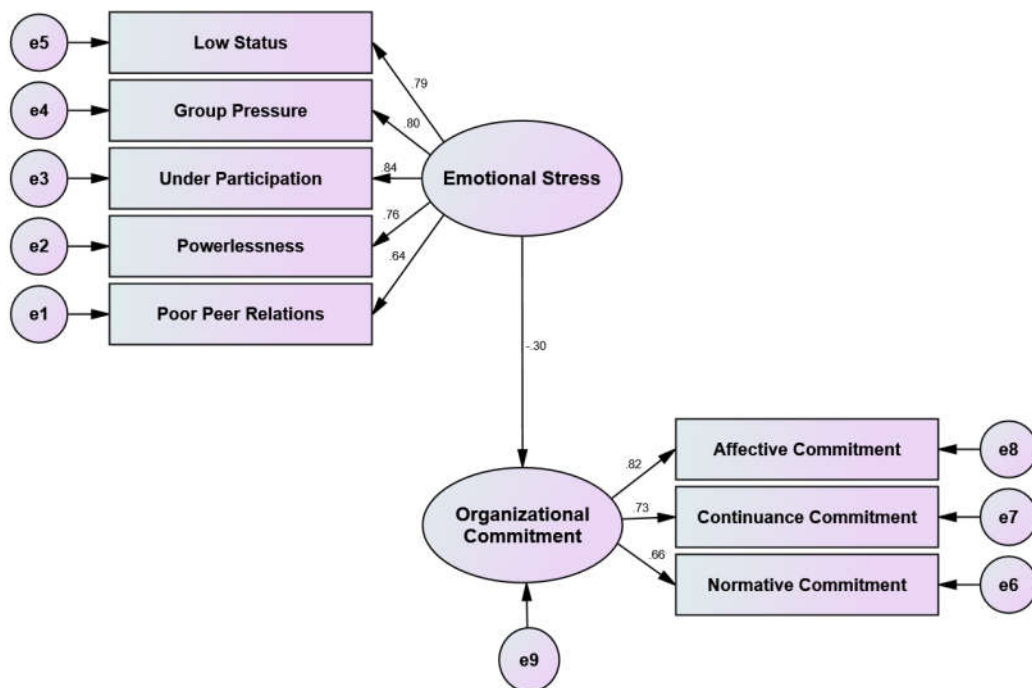 e5
Low Status
.79
e4
Group Pressure
.80
e3
Under Participation
.84
Emotional Stress
e2
Powerlessness
.76
.64
e1
Poor Peer Relations
-.30
Affective Commitment
e8
.82
Organizational
Commitment
.73
Continuance Commitment
e7
.66
Normative Commitment
e6
e9